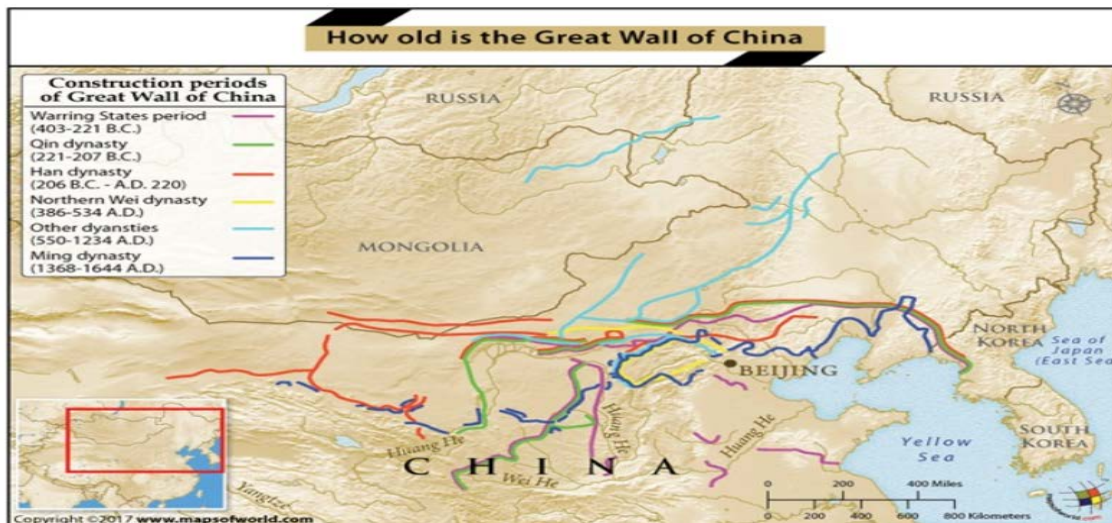 How old is the Great Wall of China
Construction periods
of Great Wall of China
Warring States period
(403-221 B.C.)
Qin dynasty
(221-207 B.C.)
Han dynasty
(206 B.C. - A.D. 220)
Northern Wei dynasty
(386-534 A.D.)
Other dyansties
(550-1234 A.D.)
Ming dynasty
(1368-1644 A.D.)
RUSSIA
RUSSIA
N
MONGOLIA
NORTH
KOREA
Sea of
Japan
(East Sea)
BEIJING
Huang He
Huang He
Huang He
CHINA
Wei He
Yangtze
Yellow
Sea
SOUTH
KOREA
0 200 400 Miles
0 200 400 600 800 Kilometers
Copyright ©2017 www.mapsofworld.com